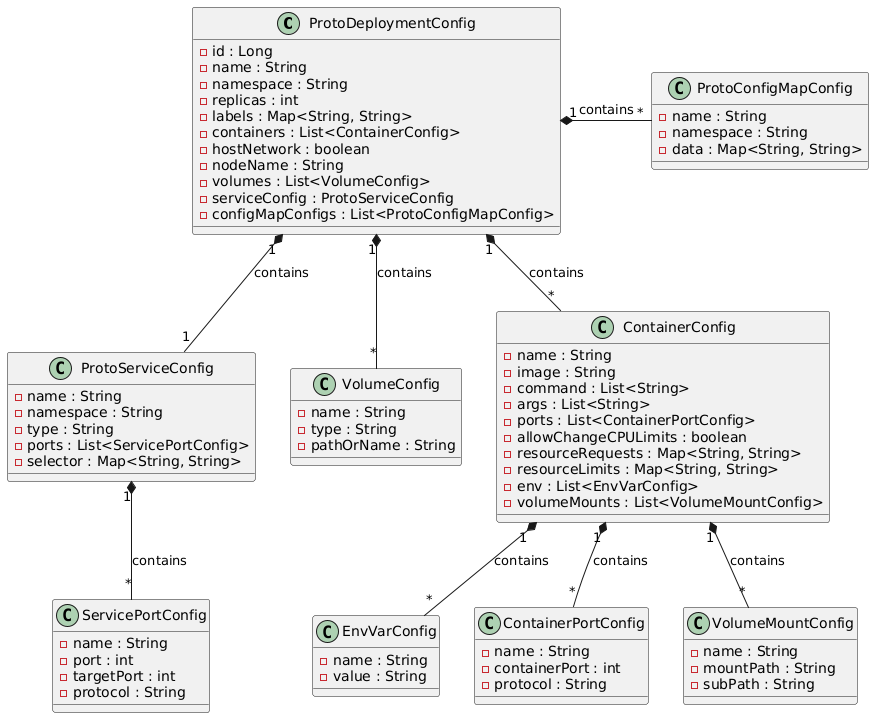 C ProtoDeploymentConfig
id : Long
name : String
namespace : String
replicas : int
labels : Map<String, String>
containers : List<ContainerConfig>
hostNetwork : boolean
nodeName : String
volumes : List<VolumeConfig>
serviceConfig : ProtoServiceConfig
configMapConfigs : List<ProtoConfigMapConfig>
1 contains *
C ProtoConfigMapConfig
name : String
namespace : String
data : Map<String, String>
1
contains
1
1
contains
*
1
contains
*
C ProtoServiceConfig
name : String
namespace : String
type : String
ports : List<ServicePortConfig>
selector : Map<String, String>
C VolumeConfig
name : String
type : String
pathOrName : String
C ContainerConfig
name : String
image : String
command : List<String>
args : List<String>
ports : List<ContainerPortConfig>
allowChangeCPULimits : boolean
resourceRequests : Map<String, String>
resourceLimits : Map<String, String>
env : List<EnvVarConfig>
volumeMounts : List<VolumeMountConfig>
1
contains
*
1
contains
*
1
contains
*
1
contains
*
C ServicePortConfig
name : String
port : int
targetPort : int
protocol : String
C EnvVarConfig
name : String
value : String
C ContainerPortConfig
name : String
containerPort : int
protocol : String
C VolumeMountConfig
name : String
mountPath : String
subPath : String